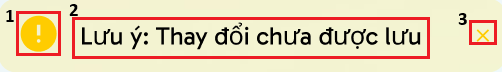 1 ! 2 Lưu ý: Thay đổi chưa được lưu 3 ×